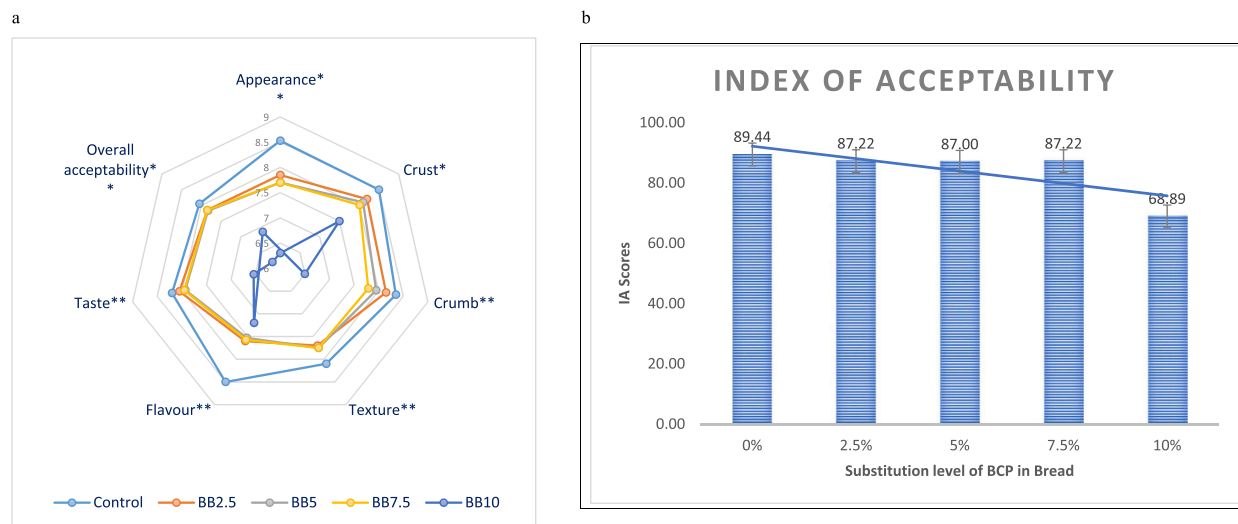 a
Appearance*
*
Overall
acceptability*
*
Crust*
Taste**
Crumb**
Flavour**
Texture**
9
8.5
8
7.5
7
6.5
6
Control
BB2.5
BB5
BB7.5
BB10
b
INDEX OF ACCEPTABILITY
IA Scores
100.00
80.00
60.00
40.00
20.00
0.00
89.44
87.22
87.00
87.22
68.89
0%
2.5%
5%
7.5%
10%
Substitution level of BCP in Bread